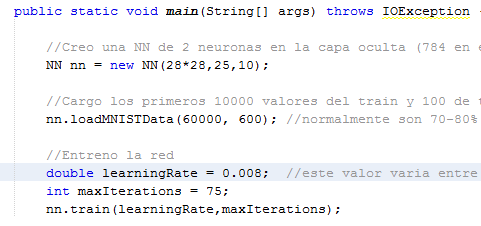 public static void main(String[] args) throws IOException
//Creo una NN de 2 neuronas en la capa oculta (784 en
NN nn = new NN(28*28,25,10);
//Cargo los primeros 10000 valores del train y 100 de
nn.loadMNISTData(60000, 600); //normalmente son 70-80%
//Entreno la red
double learningRate = 0.008; //este valor varia entre
int maxIterations = 75;
nn.train(learningRate,maxIterations);